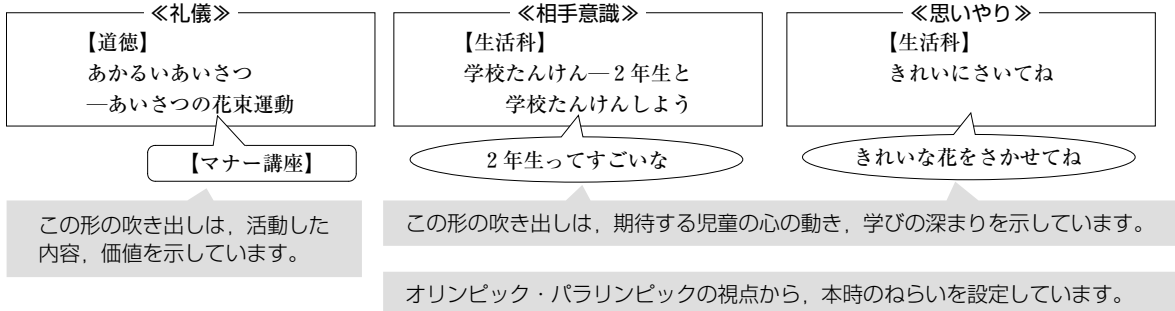 ≪礼儀≫
【道徳】
あかるいあいさつ
―あいさつの花束運動
【マナー講座】
この形の吹き出しは，活動した
内容，価値を示しています。
≪相手意識≫
【生活科】
学校たんけん―２年生と
学校たんけんしよう
２年生ってすごいな
≪思いやり≫
【生活科】
きれいにさいてね
きれいな花をさかせてね
この形の吹き出しは，期待する児童の心の動き，学びの深まりを示しています。
オリンピック・パラリンピックの視点から，本時のねらいを設定しています。